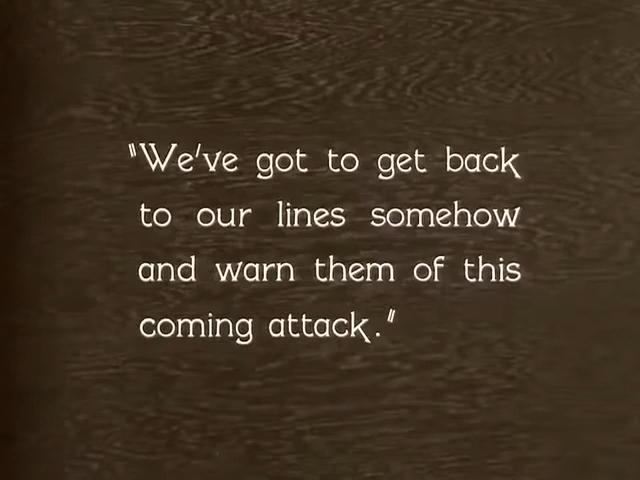 "We've got to get back
to our lines somehow
and warn them of this
coming attack."